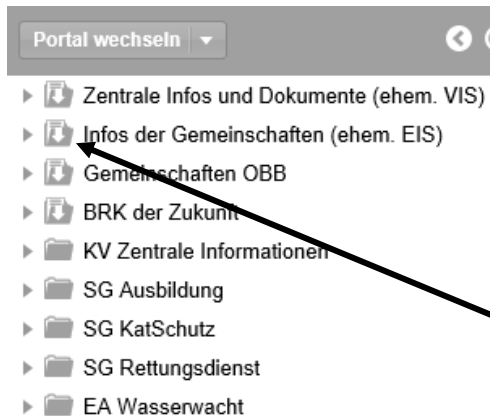 Portal wechseln
Zentrale Infos und Dokumente (ehem. VIS)
Infos der Gemeinschaften (ehem. EIS)
Gemeinschaften OBB
BRK der Zukunft
KV Zentrale Informationen
SG Ausbildung
SG KatSchutz
SG Rettungsdienst
EA Wasserwacht